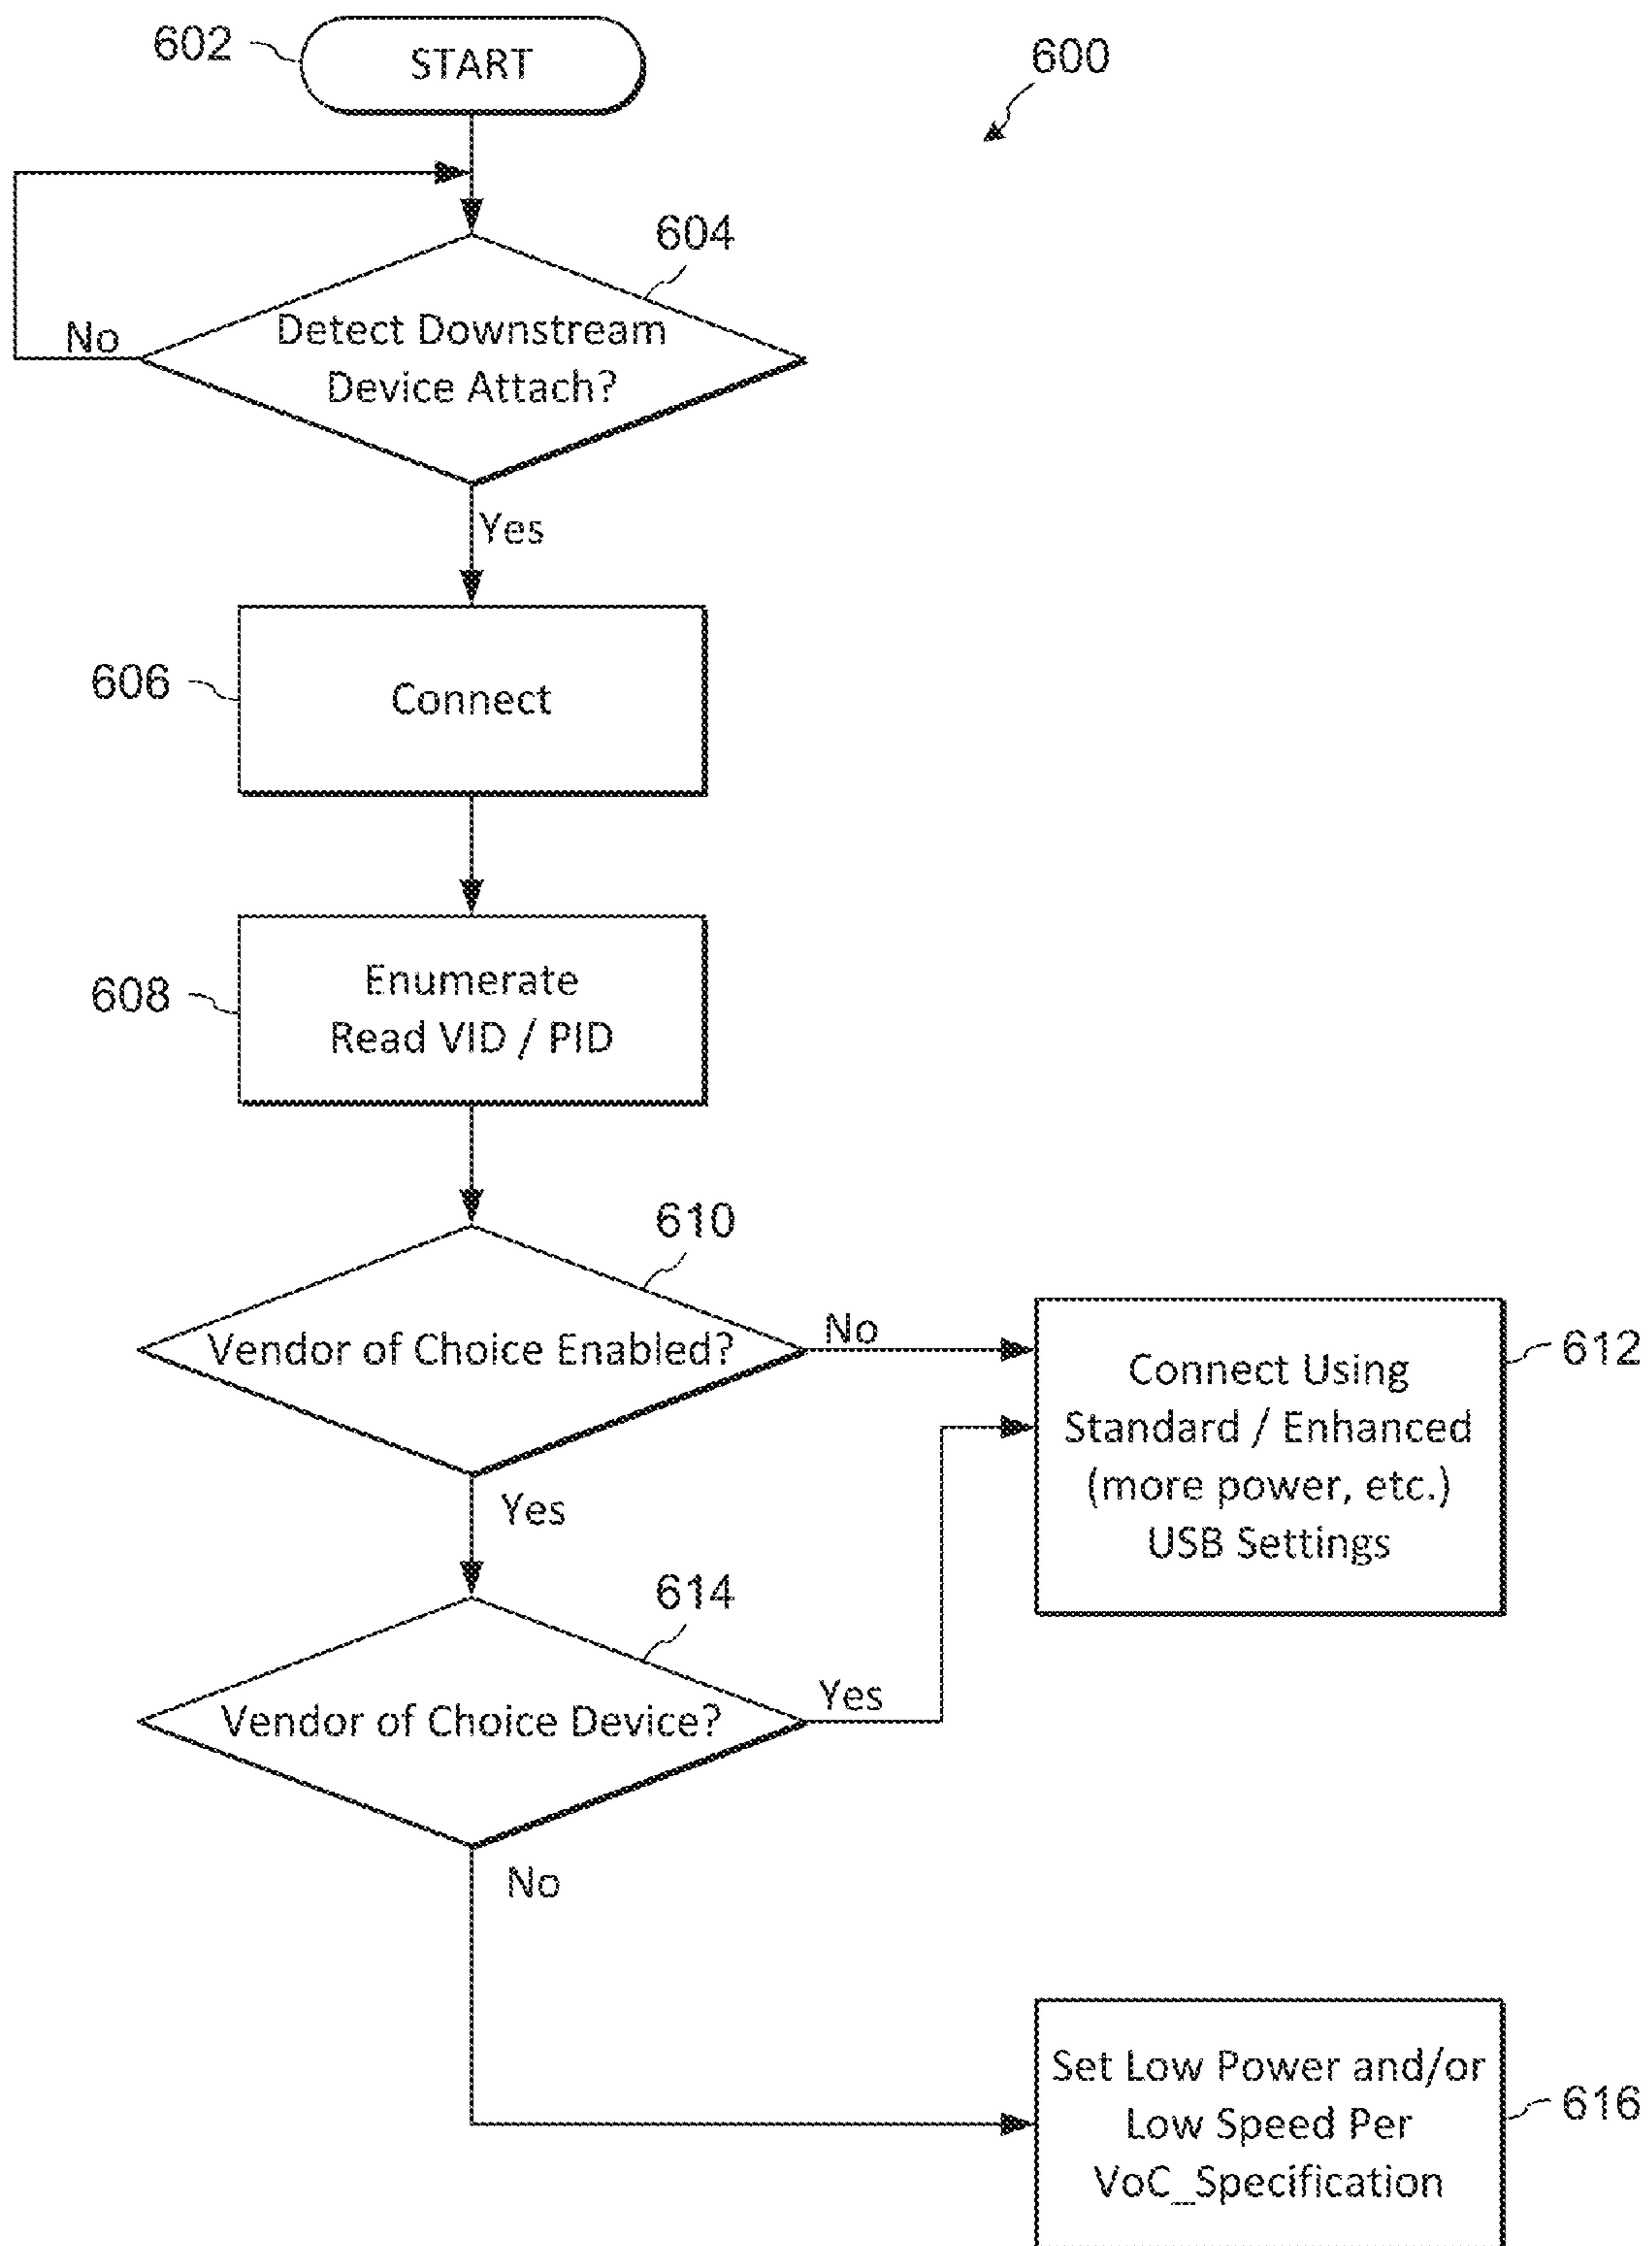 602
START
600
604
No
Detect Downstream
Device Attach?
Yes
606
Connect
608
Enumerate
Read VID / PID
610
Vendor of Choice Enabled?
No
612
Connect Using
Standard / Enhanced
(more power, etc.)
USB Settings
Yes
614
Vendor of Choice Device?
Yes
No
616
Set Low Power and/or
Low Speed Per
VoC_Specification